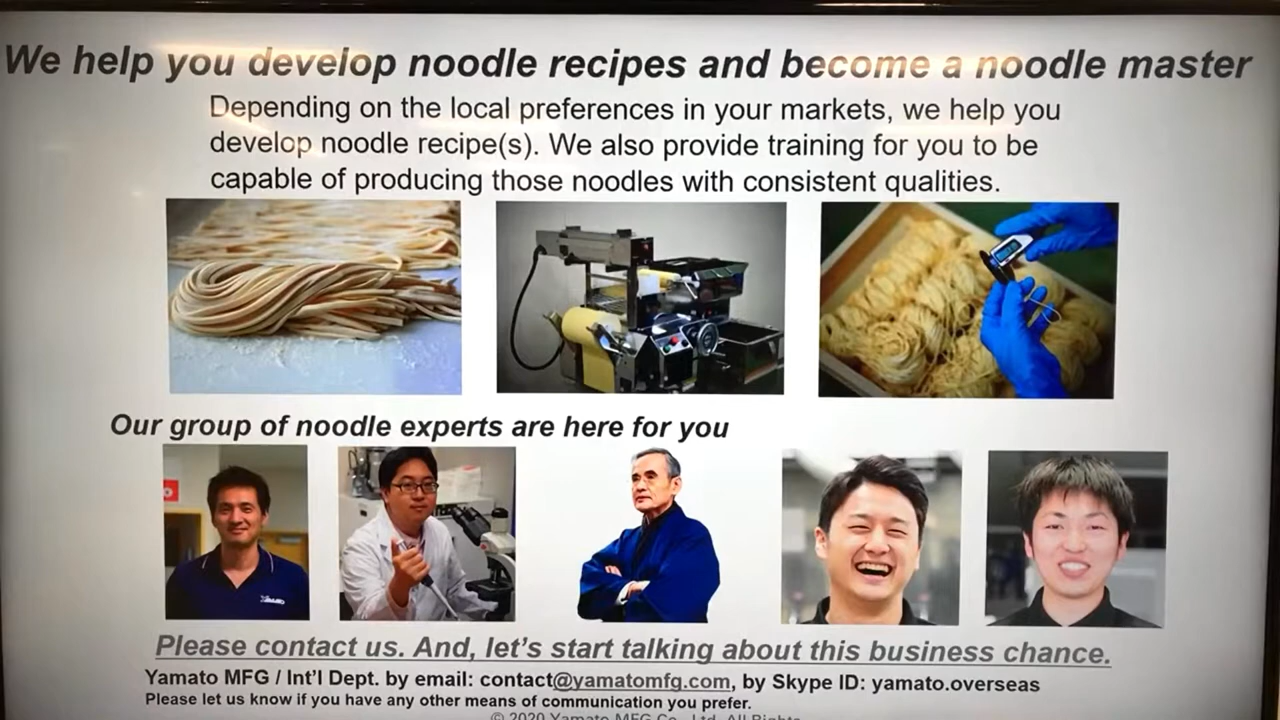 We help you develop noodle recipes and become a noodle master
Depending on the local preferences in your markets, we help you
develop noodle recipe(s). We also provide training for you to be
capable of producing those noodles with consistent qualities.
Our group of noodle experts are here for you
Please contact us. And, let's start talking about this business chance.
Yamato MFG / Int'l Dept. by email: contact@yamatomfg.com, by Skype ID: yamato.overseas
Please let us know if you have any other means of communication you prefer.
© 2020 Yamato MFG Co., Ltd. All Rights